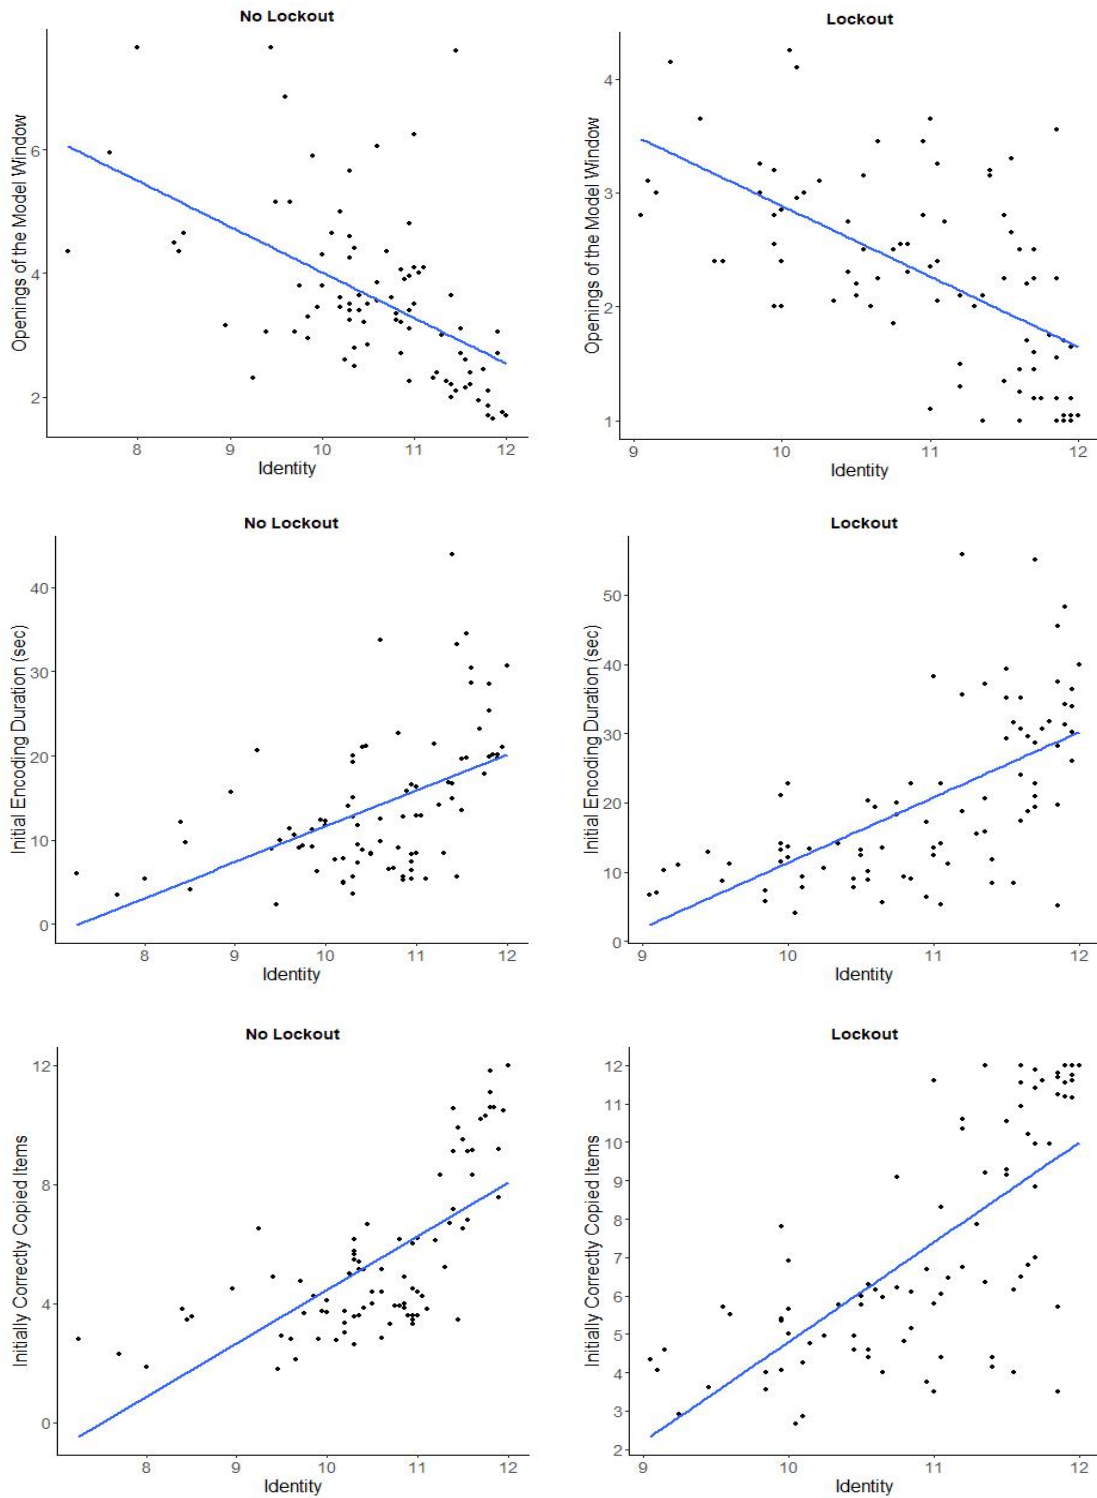 No Lockout
Openings of the Model Window
6
4
2
8 9 10 11 12
Identity
Lockout
Openings of the Model Window
4
3
2
1
9 10 11 12
Identity
No Lockout
Initial Encoding Duration (sec)
40
30
20
10
0
8 9 10 11 12
Identity
Lockout
Initial Encoding Duration (sec)
50
40
30
20
10
0
9 10 11 12
Identity
No Lockout
Initially Correctly Copied Items
12
8
4
0
8 9 10 11 12
Identity
Lockout
Initially Correctly Copied Items
12
11
10
9
8
7
6
5
4
3
2
9 10 11 12
Identity